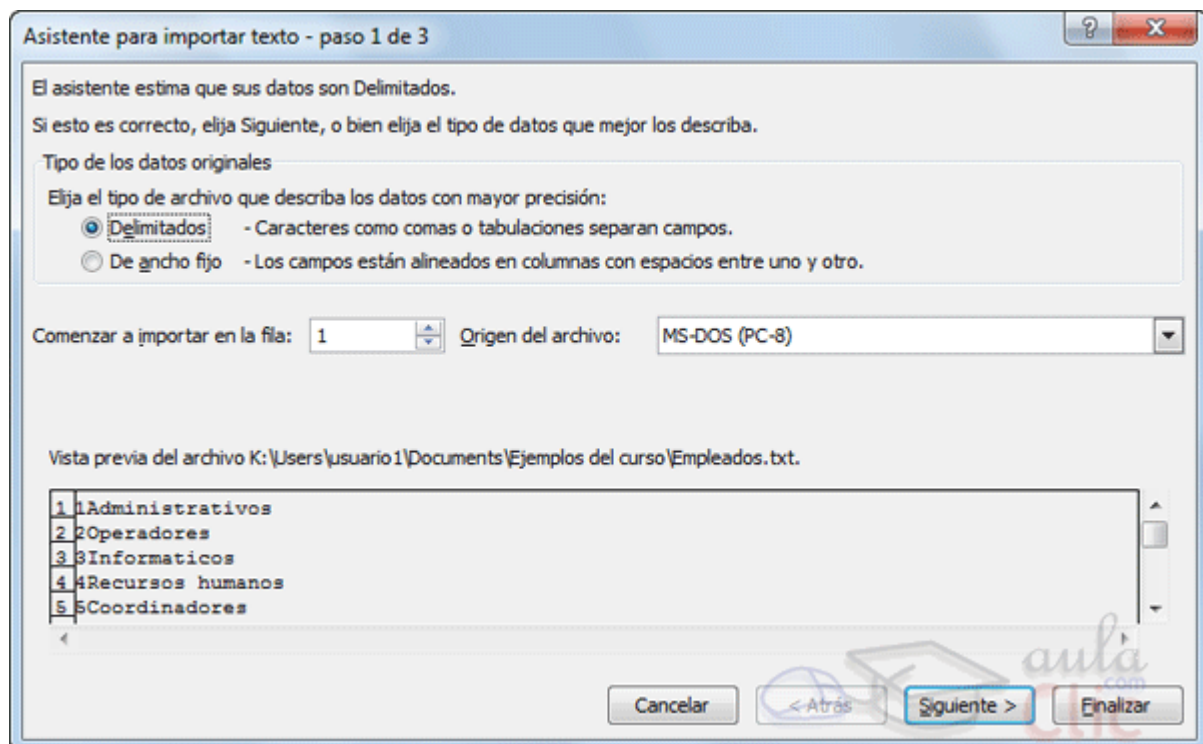 Asistente para importar texto - paso 1 de 3
El asistente estima que sus datos son Delimitados.
Si esto es correcto, elija Siguiente, o bien elija el tipo de datos que mejor los describa.
Tipo de los datos originales
Elija el tipo de archivo que describa los datos con mayor precisión:
Delimitados - Caracteres como comas o tabulaciones separan campos.
De ancho fijo - Los campos están alineados en columnas con espacios entre uno y otro.
Comenzar a importar en la fila: 1 Origen del archivo: MS-DOS (PC-8)
Vista previa del archivo K:\Users\usuario1\Documents\Ejemplos del curso\Empleados.txt.
1 1Administrativos
2 2Operadores
3 3Informaticos
4 4Recursos humanos
5 5Coordinadores
Cancelar < Atrás Siguiente > Finalizar
aula
.com
Clic